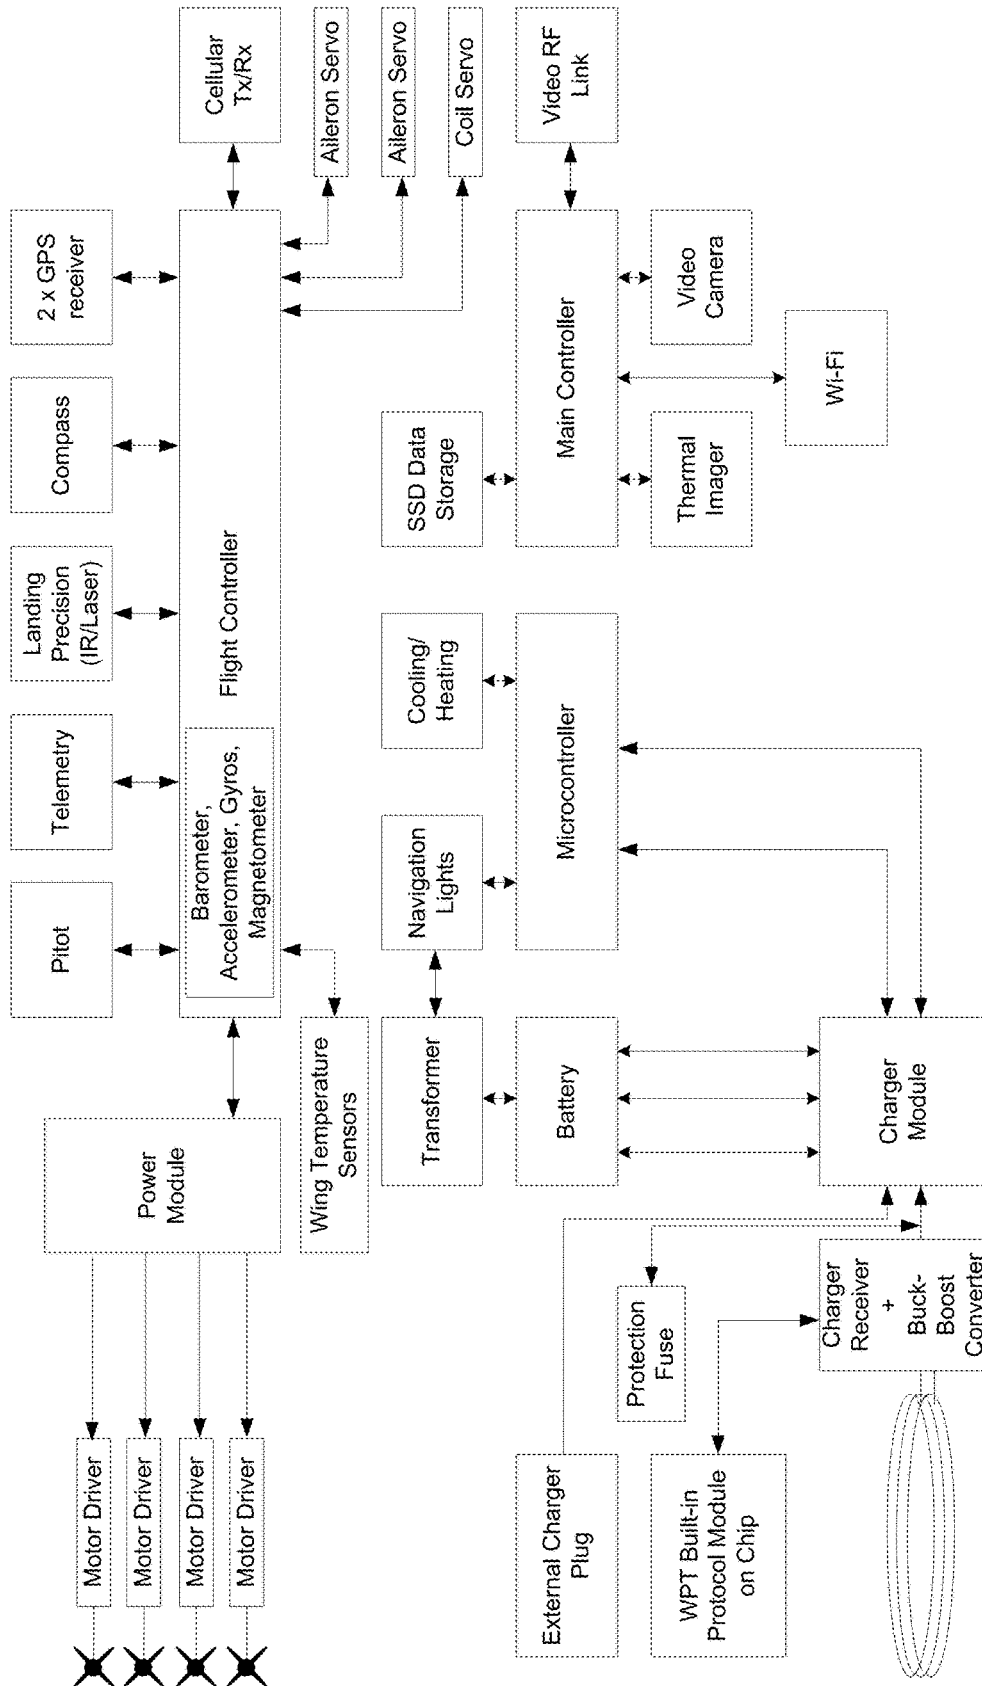 Motor Driver
Motor Driver
Motor Driver
Motor Driver
Power
Module
Pitot
Telemetry
Landing
Precision
(IR/Laser)
Compass
2 x GPS
receiver
Barometer,
Accelerometer, Gyros,
Magnetometer
Flight Controller
Cellular
Tx/Rx
Aileron Servo
Aileron Servo
Coil Servo
Wing Temperature
Sensors
Transformer
Navigation
Lights
Cooling/
Heating
SSD Data
Storage
Battery
Microcontroller
Main Controller
Video RF
Link
External Charger
Plug
Protection
Fuse
Thermal
Imager
Video
Camera
WPT Built-in
Protocol Module
on Chip
Wi-Fi
Charger
Receiver
+
Buck-
Boost
Converter
Charger
Module